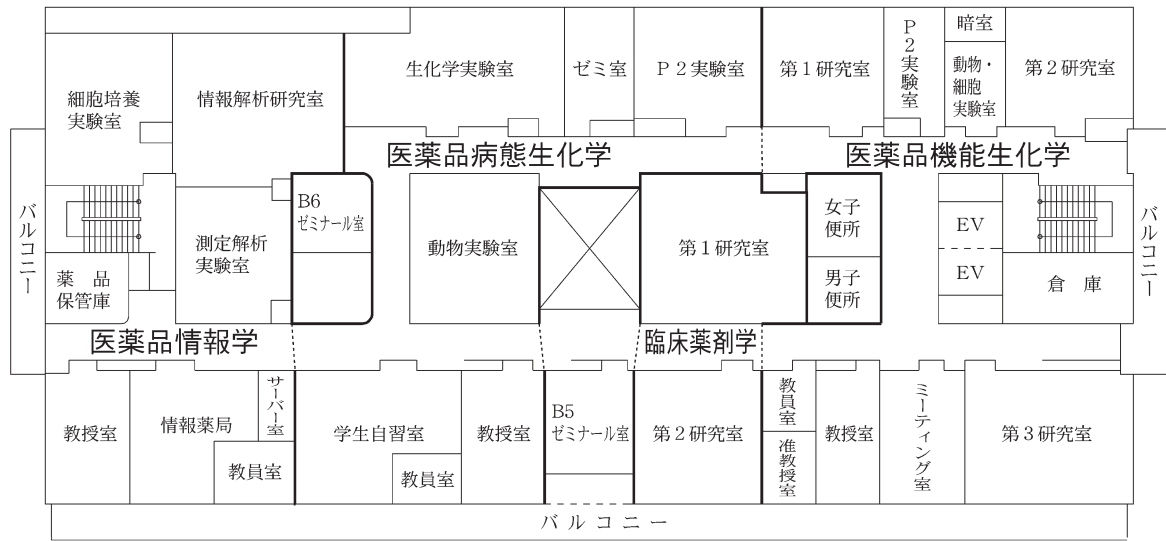 生化学実験室
ゼミ室
P2実験室
第1研究室
P2実験室
暗室
動物・
細胞
実験室
第2研究室
細胞培養
実験室
情報解析研究室
医薬品病態生化学
医薬品機能生化学
バルコニー
B6
ゼミナール室
測定解析
実験室
動物実験室
第1研究室
女子
便所
男子
便所
EV
EV
倉庫
バルコニー
薬品
保管庫
医薬品情報学
臨床薬剤学
教授室
情報薬局
サーバー室
教員室
学生自習室
教員室
教授室
B5
ゼミナール室
第2研究室
教員室
准教授室
教授室
ミーティング室
第3研究室
バルコニー